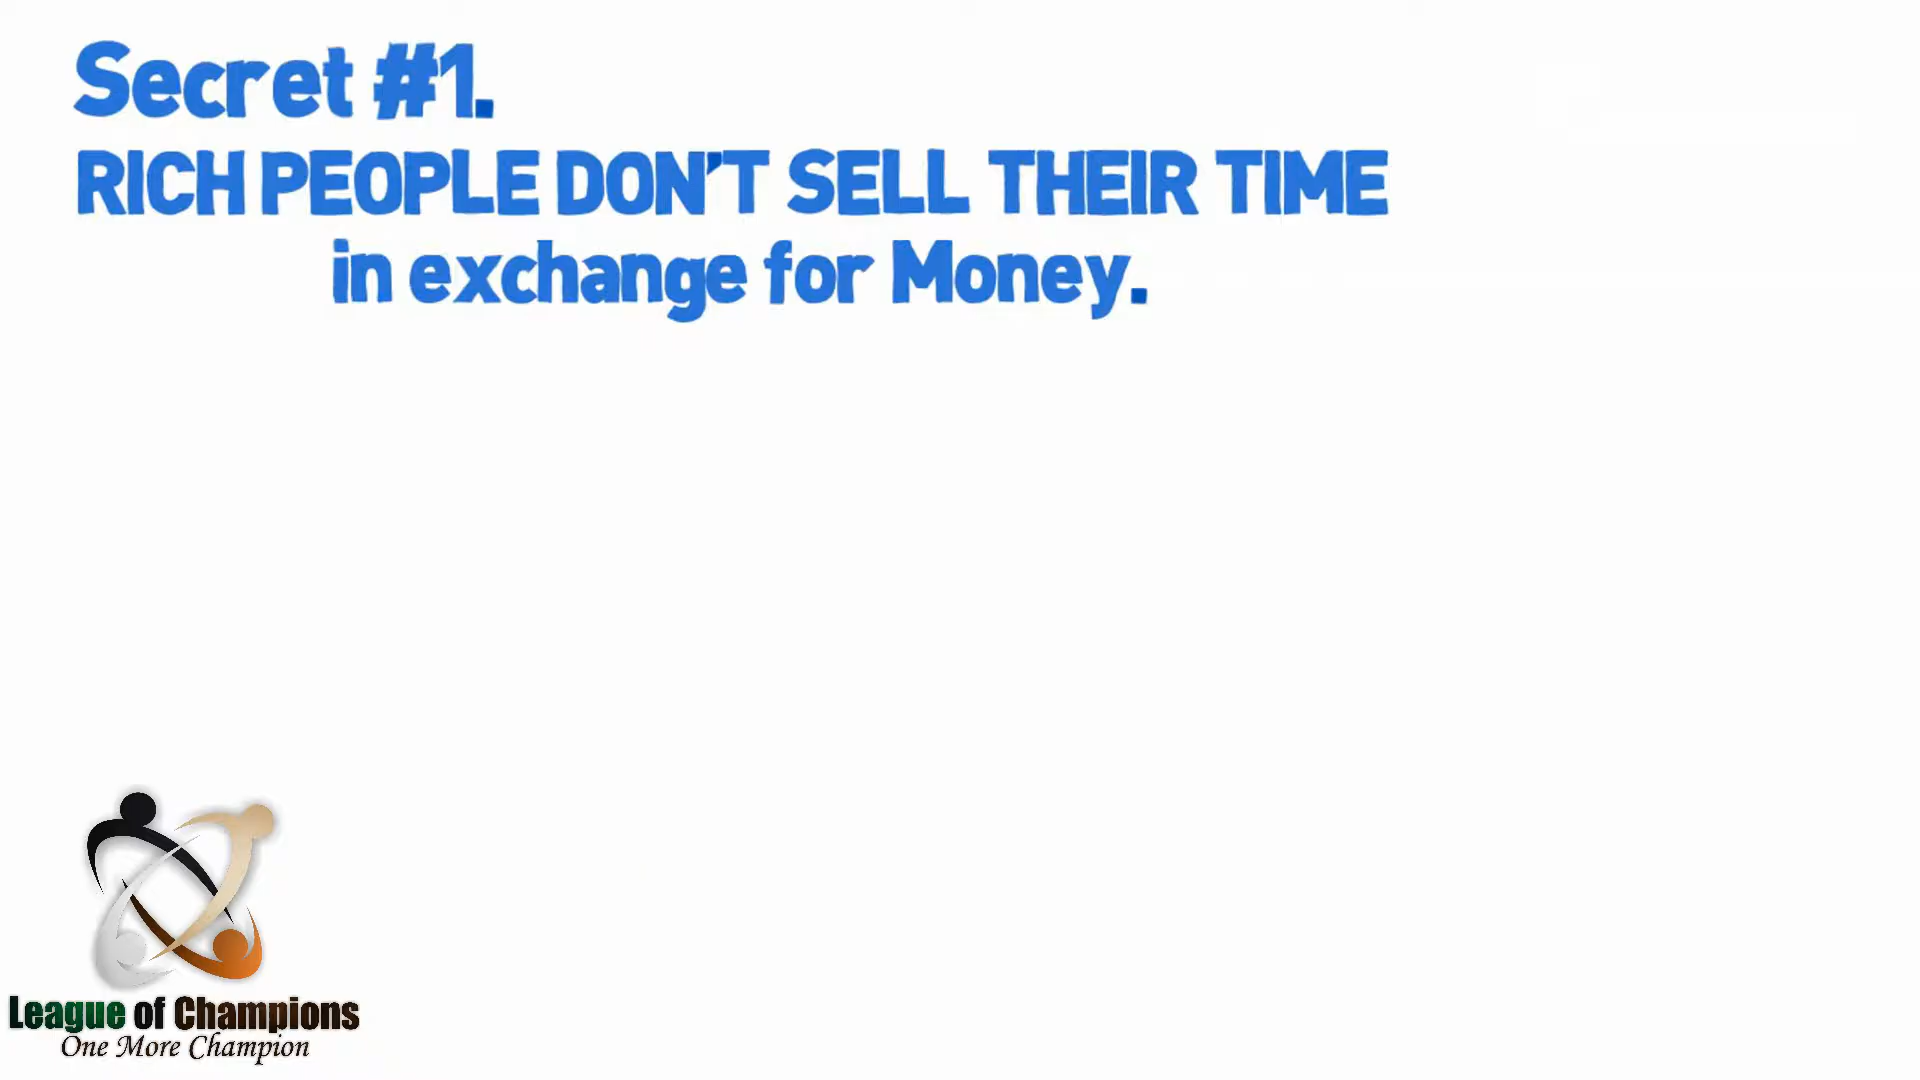 Secret #1.
RICH PEOPLE DON'T SELL THEIR TIME
in exchange for Money.
League of Champions
One More Champion